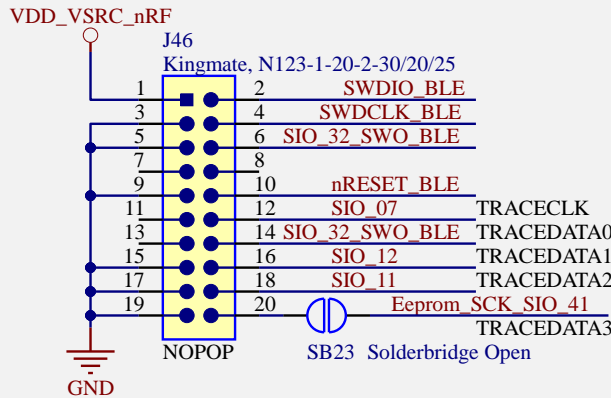 VDD_VSRC_nRF
J46
Kingmate, N123-1-20-2-30/20/25
1 2 SWDIO_BLE
3 4 SWDCLK_BLE
5 6 SIO_32_SWO_BLE
7 8
9 10 nRESET_BLE
11 12 SIO_07 TRACECLK
13 14 SIO_32_SWO_BLE TRACEDATA0
15 16 SIO_12 TRACEDATA1
17 18 SIO_11 TRACEDATA2
19 20 Eeprom_SCK_SIO_41
TRACEDATA3
NOPOP SB23 Solderbridge Open
GND